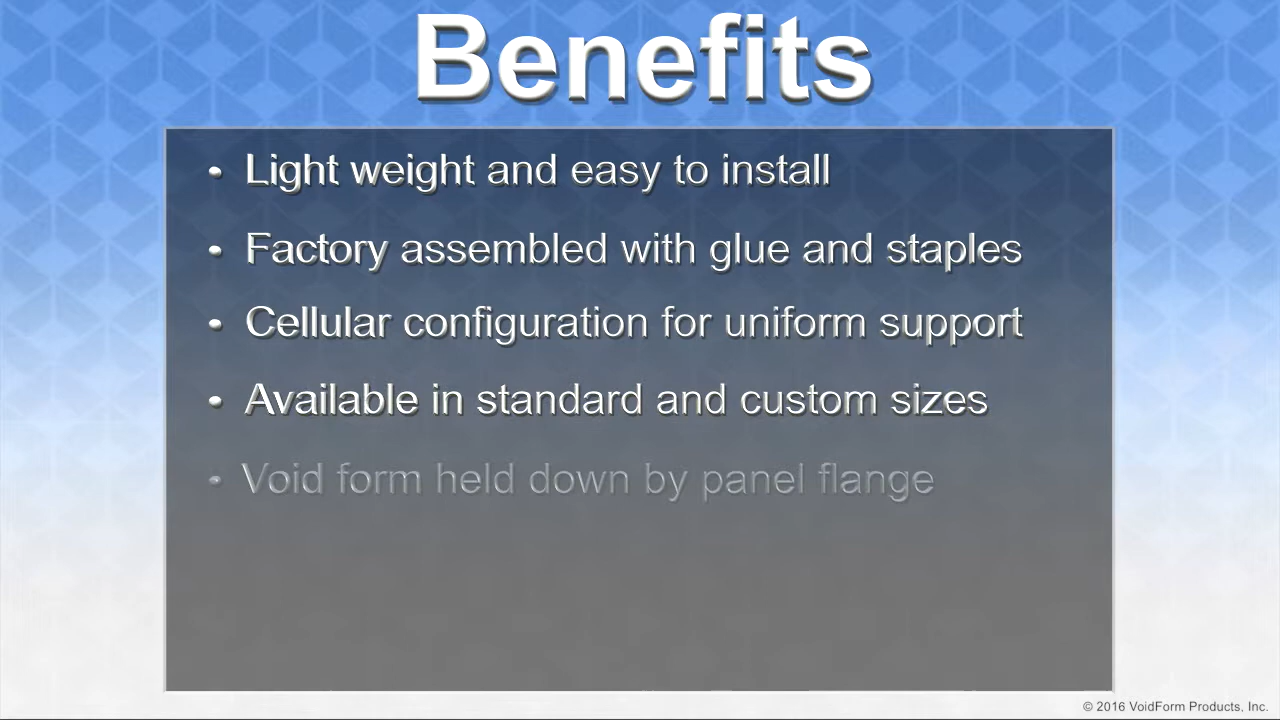 Benefits
• Light weight and easy to install
• Factory assembled with glue and staples
• Cellular configuration for uniform support
• Available in standard and custom sizes
• Void form held down by panel flange
© 2016 VoidForm Products, Inc.